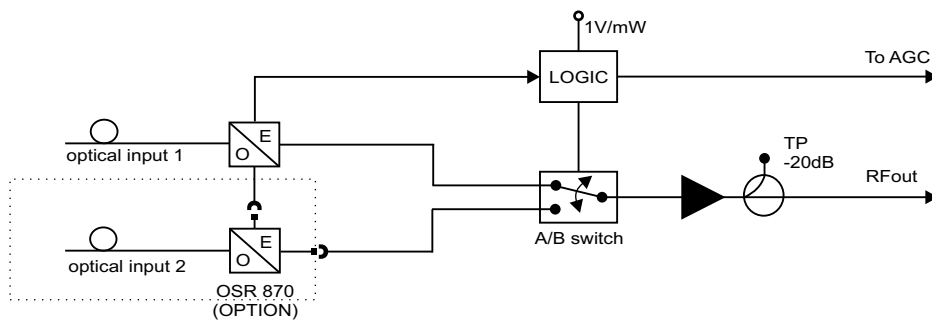 1V/mW
To AGC
LOGIC
E
O
optical input 1
TP
-20dB
RFout
A/B switch
E
O
optical input 2
OSR 870
(OPTION)